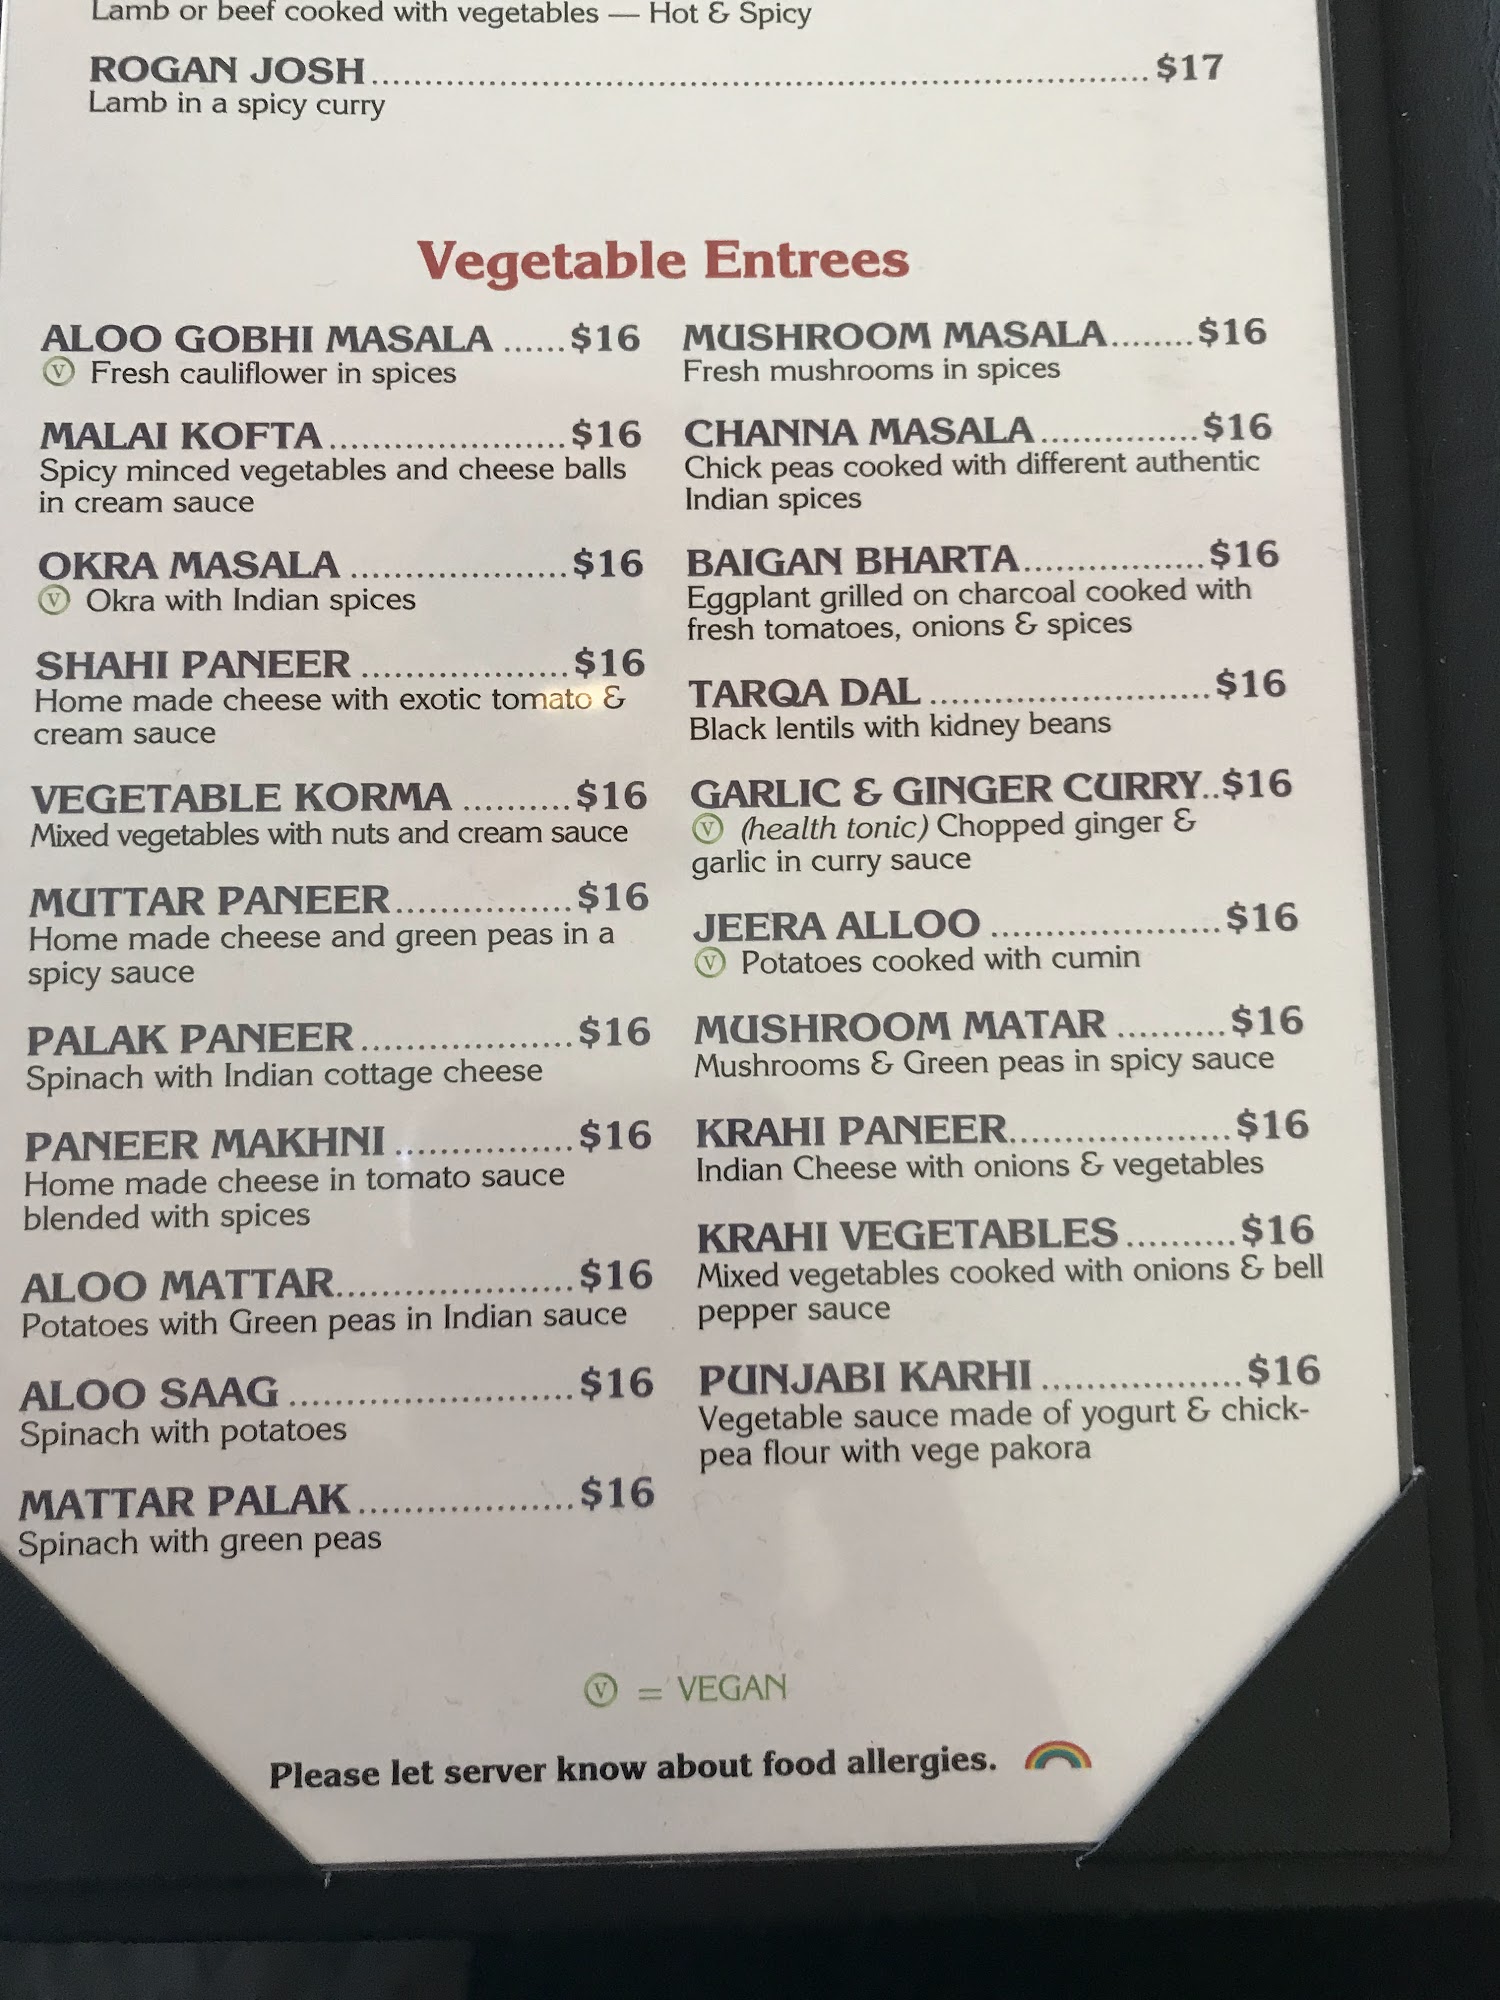 Lamb or beef cooked with vegetables — Hot & Spicy
ROGAN JOSH........................................................................$17
Lamb in a spicy curry
Vegetable Entrees
ALOO GOBHI MASALA ......$16
Ⓥ Fresh cauliflower in spices
MALAI KOFTA......................$16
Spicy minced vegetables and cheese balls
in cream sauce
OKRA MASALA ....................$16
Ⓥ Okra with Indian spices
SHAHI PANEER ...................$16
Home made cheese with exotic tomato &
cream sauce
VEGETABLE KORMA ..........$16
Mixed vegetables with nuts and cream sauce
MUTTAR PANEER................$16
Home made cheese and green peas in a
spicy sauce
PALAK PANEER...................$16
Spinach with Indian cottage cheese
PANEER MAKHNI ................$16
Home made cheese in tomato sauce
blended with spices
ALOO MATTAR......................$16
Potatoes with Green peas in Indian sauce
ALOO SAAG ..........................$16
Spinach with potatoes
MATTAR PALAK....................$16
Spinach with green peas
MUSHROOM MASALA........$16
Fresh mushrooms in spices
CHANNA MASALA...............$16
Chick peas cooked with different authentic
Indian spices
BAIGAN BHARTA.................$16
Eggplant grilled on charcoal cooked with
fresh tomatoes, onions & spices
TARQA DAL ..........................$16
Black lentils with kidney beans
GARLIC & GINGER CURRY..$16
Ⓥ (health tonic) Chopped ginger &
garlic in curry sauce
JEERA ALLOO .....................$16
Ⓥ Potatoes cooked with cumin
MUSHROOM MATAR ..........$16
Mushrooms & Green peas in spicy sauce
KRAHI PANEER....................$16
Indian Cheese with onions & vegetables
KRAHI VEGETABLES ..........$16
Mixed vegetables cooked with onions & bell
pepper sauce
PUNJABI KARHI ..................$16
Vegetable sauce made of yogurt & chick-
pea flour with vege pakora
Ⓥ = VEGAN
Please let server know about food allergies.